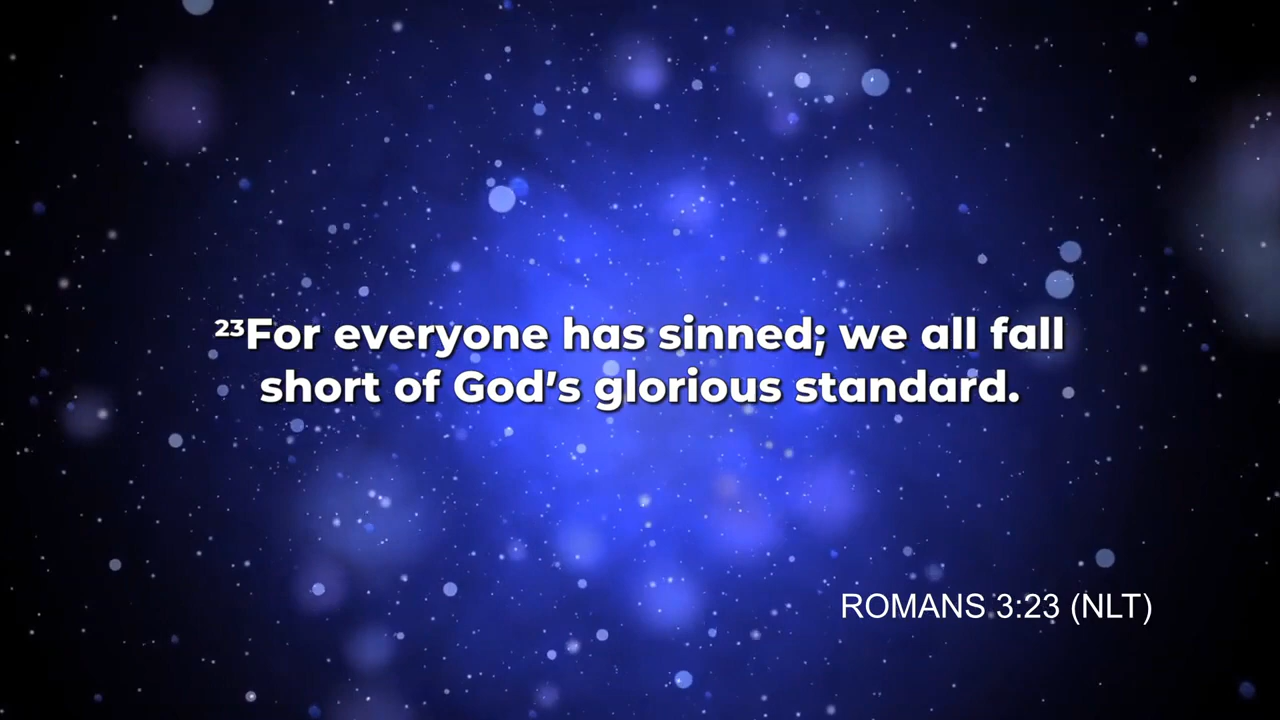 ²³For everyone has sinned; we all fall
short of God's glorious standard.
ROMANS 3:23 (NLT)